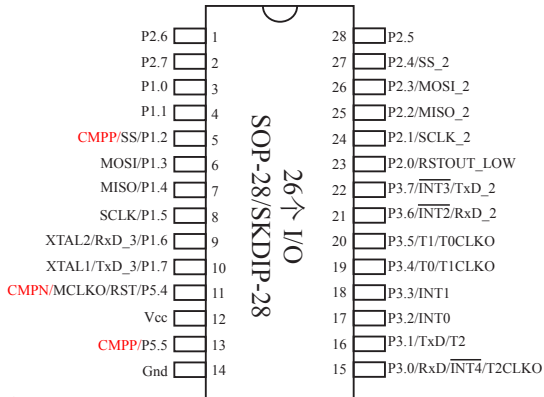 P2.6 1
P2.7 2
P1.0 3
P1.1 4
CMPP/SS/P1.2 5
MOSI/P1.3 6
MISO/P1.4 7
SCLK/P1.5 8
XTAL2/RxD_3/P1.6 9
XTAL1/TxD_3/P1.7 10
CMPN/MCLKO/RST/P5.4 11
Vcc 12
CMPP/P5.5 13
Gnd 14
26个 I/O
SOP-28/SKDIP-28
28 P2.5
27 P2.4/SS_2
26 P2.3/MOSI_2
25 P2.2/MISO_2
24 P2.1/SCLK_2
23 P2.0/RSTOUT_LOW
22 P3.7/INT3/TxD_2
21 P3.6/INT2/RxD_2
20 P3.5/T1/T0CLKO
19 P3.4/T0/T1CLKO
18 P3.3/INT1
17 P3.2/INT0
16 P3.1/TxD/T2
15 P3.0/RxD/INT4/T2CLKO